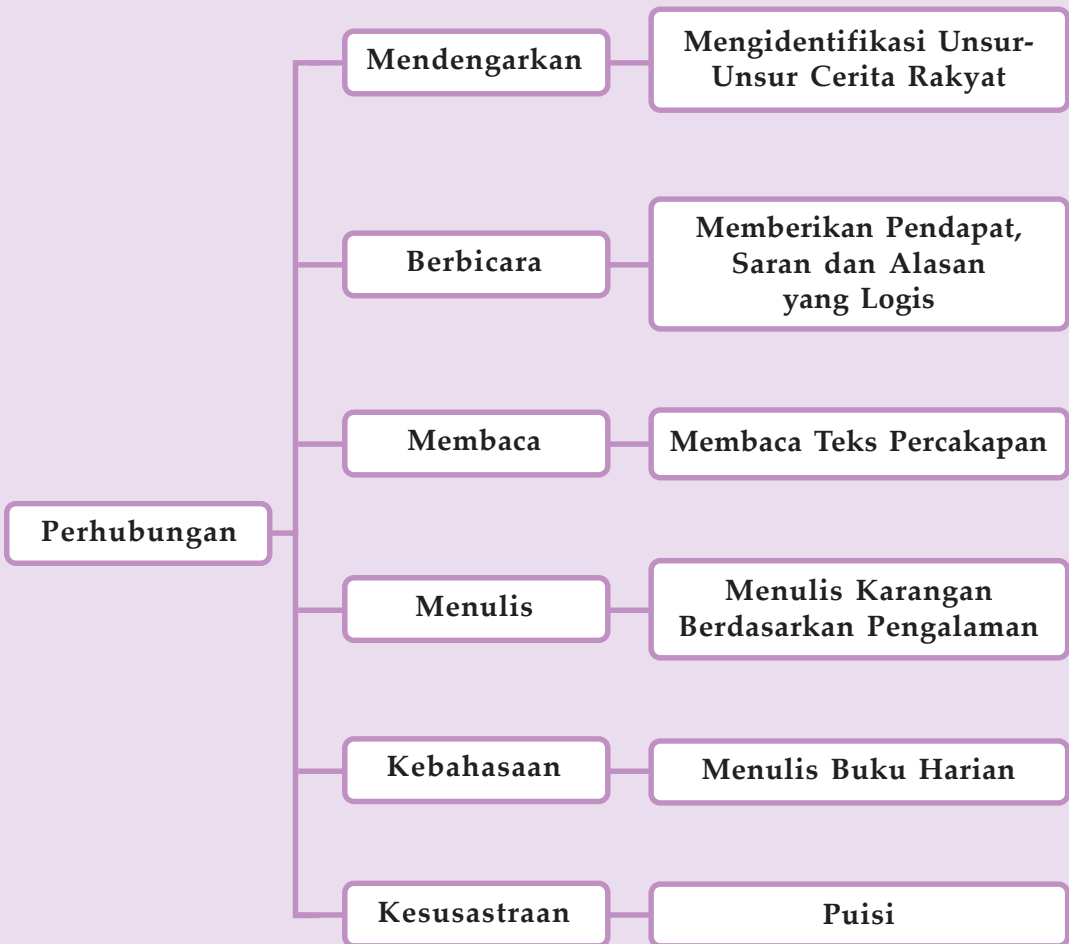 Mendengarkan
Mengidentifikasi Unsur-
Unsur Cerita Rakyat
Berbicara
Memberikan Pendapat,
Saran dan Alasan
yang Logis
Membaca
Membaca Teks Percakapan
Perhubungan
Menulis
Menulis Karangan
Berdasarkan Pengalaman
Kebahasaan
Menulis Buku Harian
Kesusastraan
Puisi